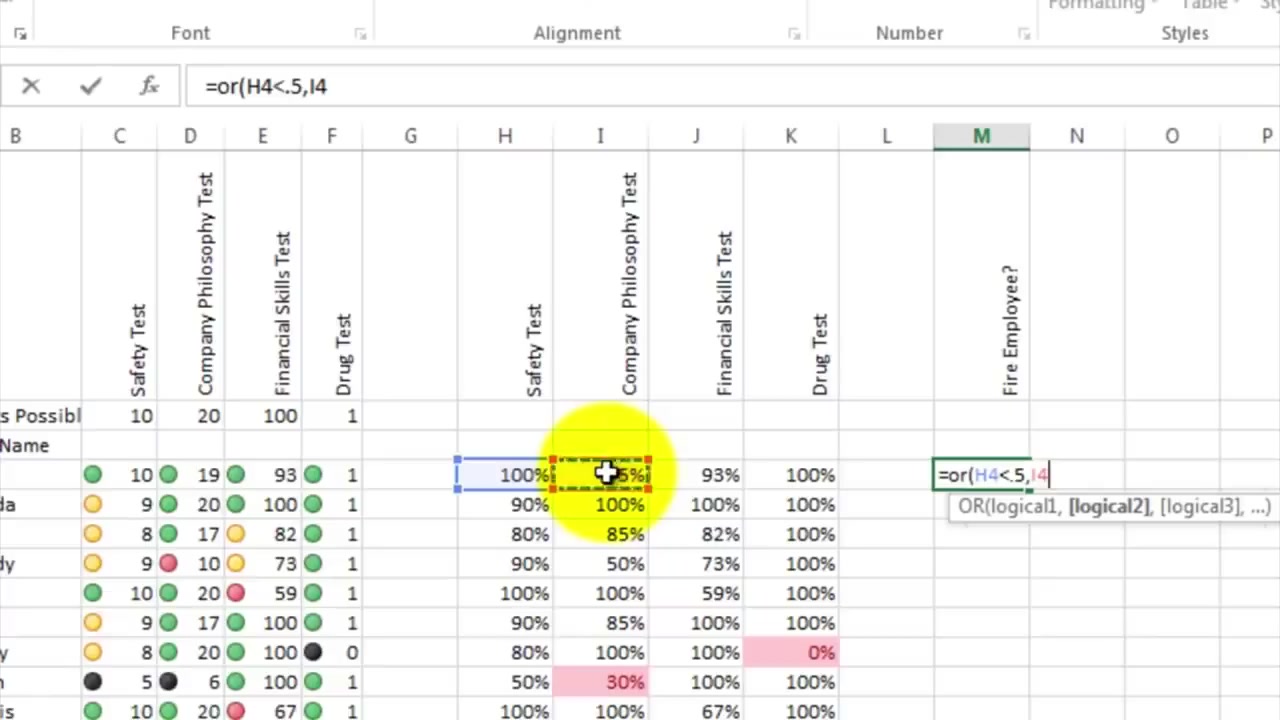 Formatting Table Sty
Font Alignment Number Styles
=or(H4<.5,I4
B C D E F G H I J K L M N O P
Safety Test Company Philosophy Test Financial Skills Test Drug Test Safety Test Company Philosophy Test Financial Skills Test Drug Test Fire Employee?
s Possibl 10 20 100 1
Name
10 19 93 1 100% 5% 93% 100% =or(H4<.5,I4
da 9 20 100 1 90% 100% 100% 100% OR(logical1, [logical2], [logical3], ...)
8 17 82 1 80% 85% 82% 100%
dy 9 10 73 1 90% 50% 73% 100%
10 20 59 1 100% 100% 59% 100%
9 17 100 1 90% 85% 100% 100%
y 8 20 100 0 80% 100% 100% 0%
n 5 6 100 1 50% 30% 100% 100%
is 10 20 67 1 100% 100% 67% 100%